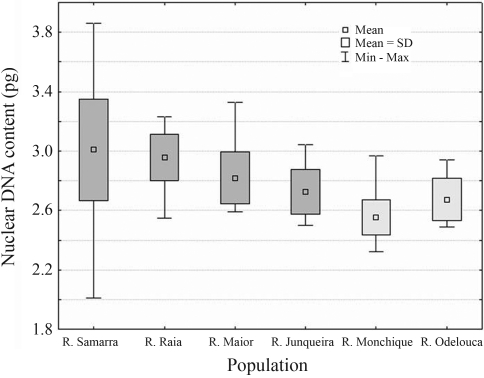 3.8
Mean
Mean = SD
Min - Max
3.4
3.0
2.6
2.2
1.8
Nuclear DNA content (pg)
R. Samarra R. Raia R. Maior R. Junqueira R. Monchique R. Odelouca
Population